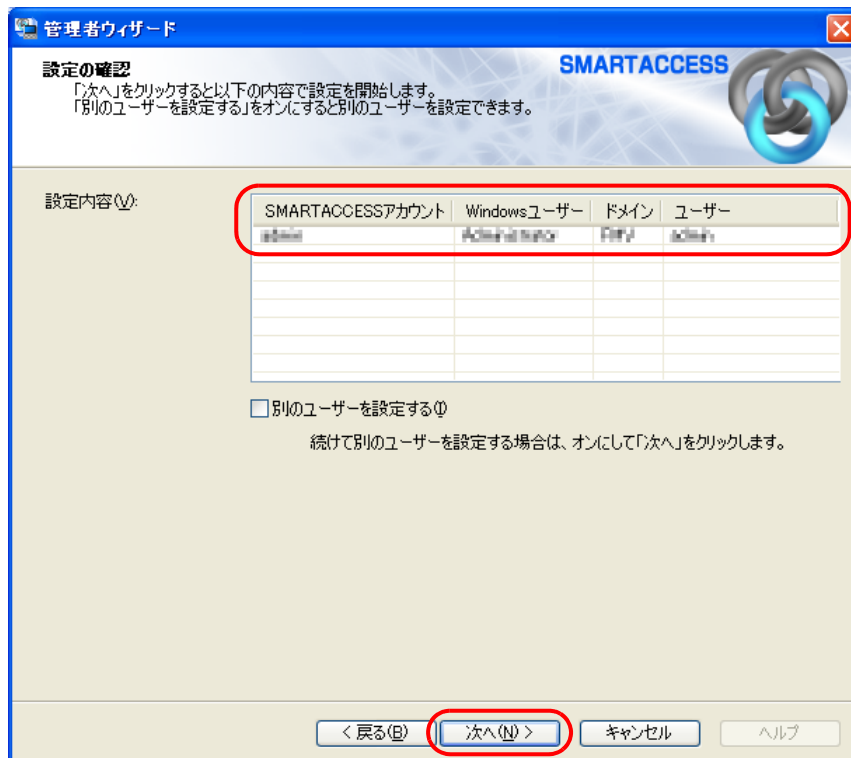 管理者ウィザード
設定の確認
「次へ」をクリックすると以下の内容で設定を開始します。
「別のユーザーを設定する」をオンにすると別のユーザーを設定できます。
SMARTACCESS
設定内容(V):
SMARTACCESSアカウント Windowsユーザー ドメイン ユーザー
別のユーザーを設定する(I)
続けて別のユーザーを設定する場合は、オンにして「次へ」をクリックします。
< 戻る(B) 次へ(N) > キャンセル ヘルプ